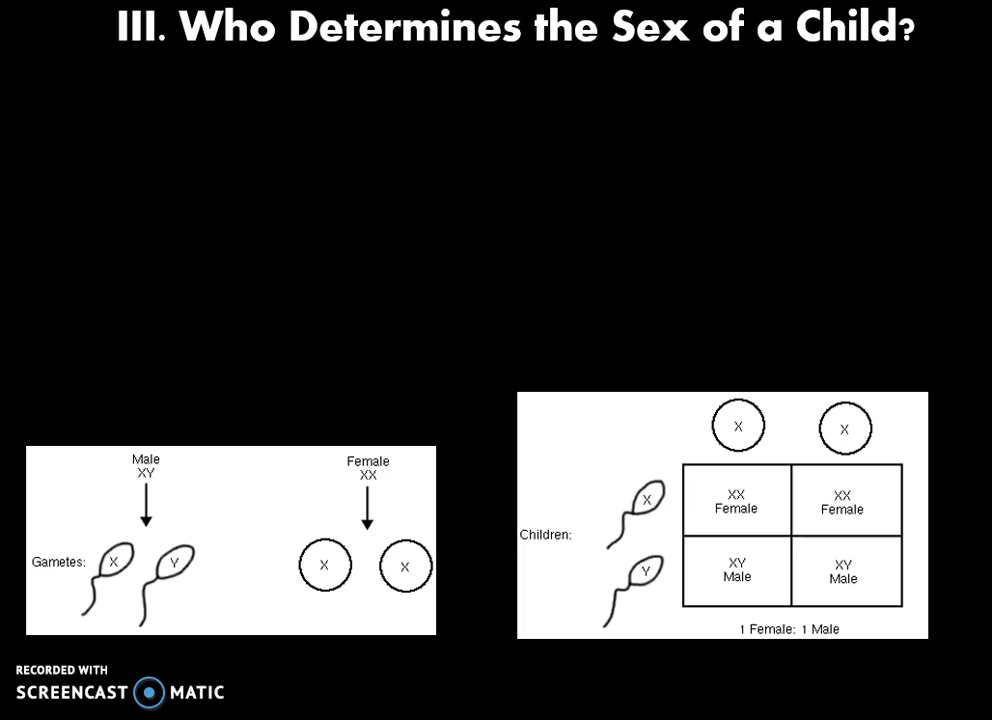 III. Who Determines the Sex of a Child?
Male
XY
Female
XX
Gametes:
X
Y
X
X
X
X
Children:
X
Y
XX
Female
XX
Female
XY
Male
XY
Male
1 Female: 1 Male
RECORDED WITH
SCREENCAST MATIC